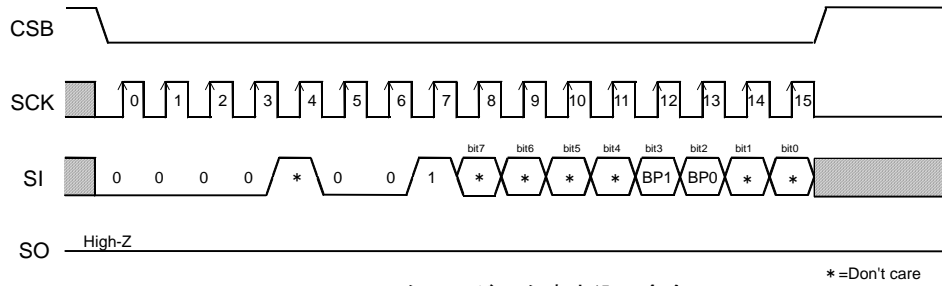 CSB
SCK 0 1 2 3 4 5 6 7 8 9 10 11 12 13 14 15
bit7 bit6 bit5 bit4 bit3 bit2 bit1 bit0
SI 0 0 0 0 * 0 0 1 * * * * BP1 BP0 * *
SO High-Z
*=Don't care